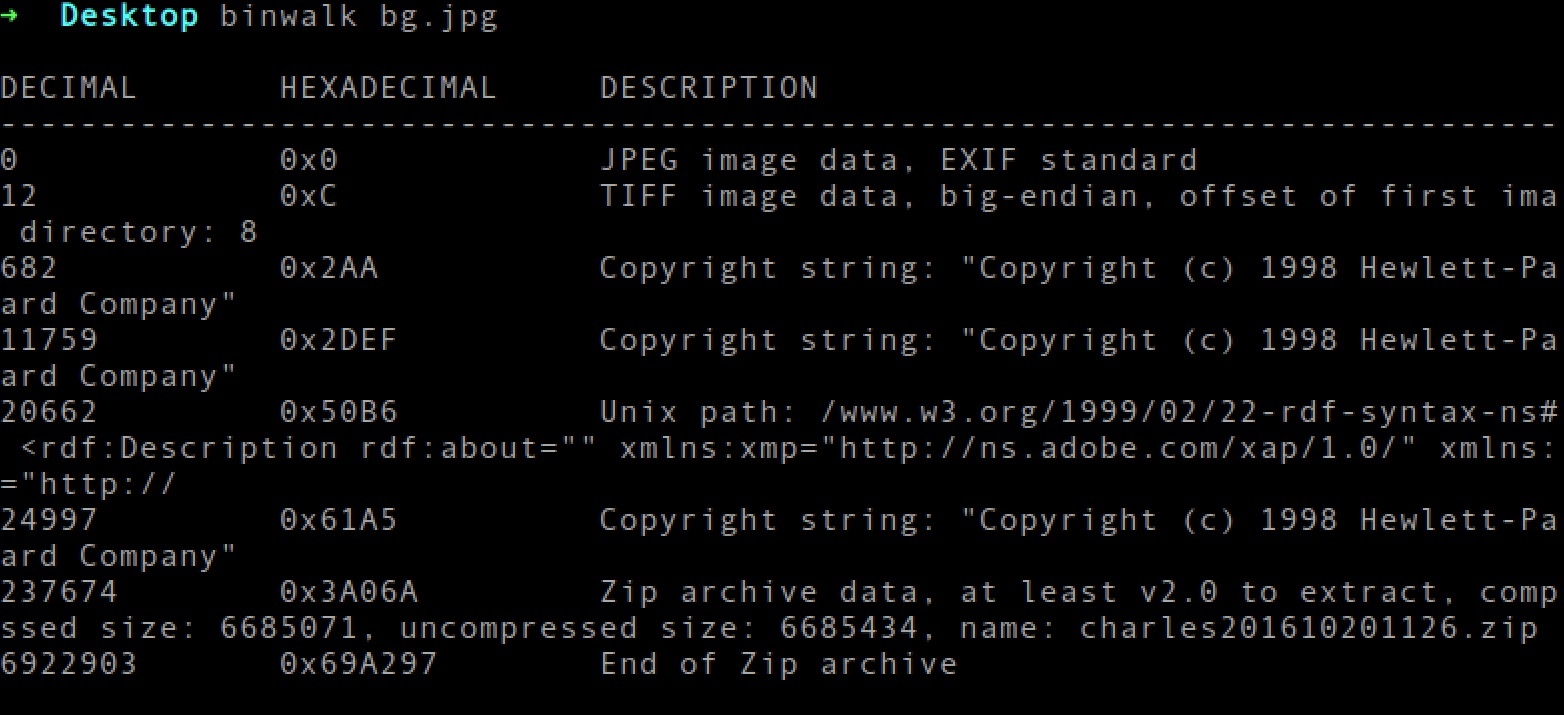 → Desktop binwalk bg.jpg
DECIMAL HEXADECIMAL DESCRIPTION
--------------------------------------------------------------------------------
0 0x0 JPEG image data, EXIF standard
12 0xC TIFF image data, big-endian, offset of first ima
directory: 8
682 0x2AA Copyright string: "Copyright (c) 1998 Hewlett-Pa
ard Company"
11759 0x2DEF Copyright string: "Copyright (c) 1998 Hewlett-Pa
ard Company"
20662 0x50B6 Unix path: /www.w3.org/1999/02/22-rdf-syntax-ns#
<rdf:Description rdf:about="" xmlns:xmp="http://ns.adobe.com/xap/1.0/" xmlns:
="http://
24997 0x61A5 Copyright string: "Copyright (c) 1998 Hewlett-Pa
ard Company"
237674 0x3A06A Zip archive data, at least v2.0 to extract, comp
ssed size: 6685071, uncompressed size: 6685434, name: charles201610201126.zip
6922903 0x69A297 End of Zip archive